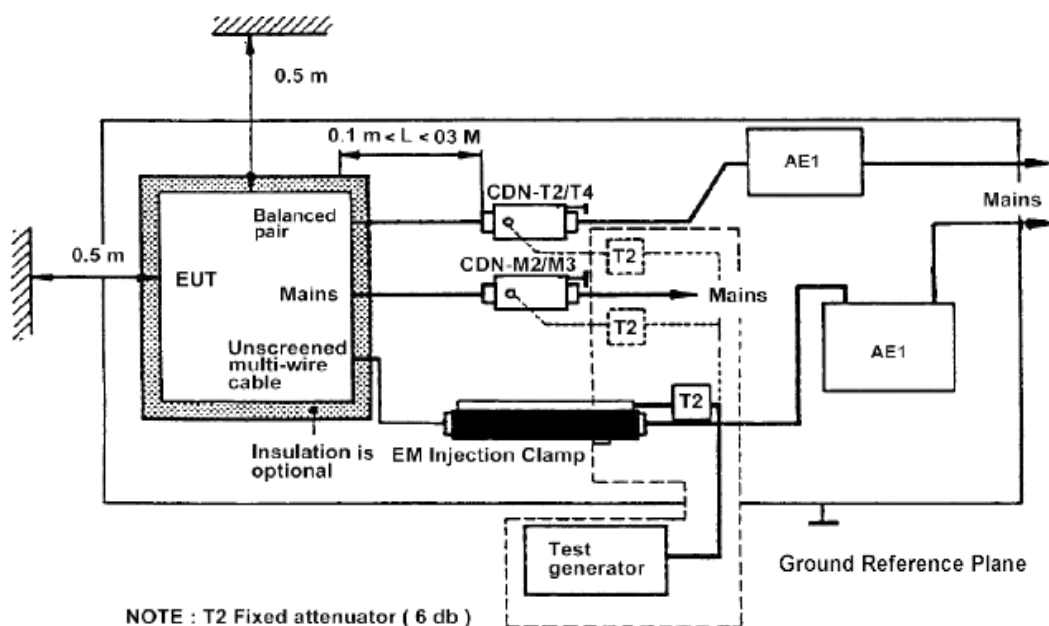 0.5 m
0.1 m < L < 03 M
AE1
CDN-T2/T4
Balanced
pair
Mains
T2
0.5 m
CDN-M2/M3
EUT
Mains
Mains
T2
Unscreened
multi-wire
cable
AE1
T2
Insulation is
optional
EM Injection Clamp
Test
generator
Ground Reference Plane
NOTE : T2 Fixed attenuator ( 6 db )